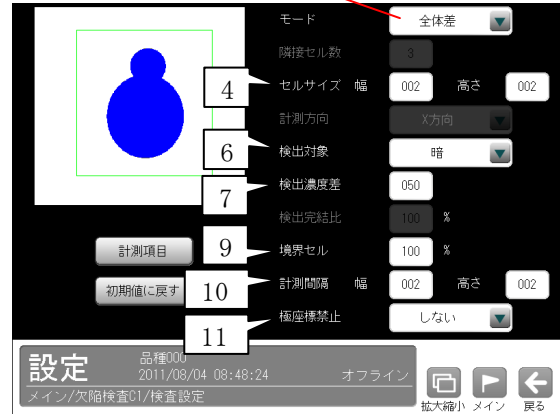 モード 全体差
隣接セル数 3
4 セルサイズ 幅 002 高さ 002
計測方向 X方向
6 検出対象 暗
7 検出濃度差 050
検出完結比 100 %
計測項目 9 境界セル 100 %
初期値に戻す 10 計測間隔 幅 002 高さ 002
11 極座標禁止 しない
設定 品種000
2011/08/04 08:48:24 オフライン
メイン/欠陥検査C1/検査設定
拡大縮小 メイン 戻る